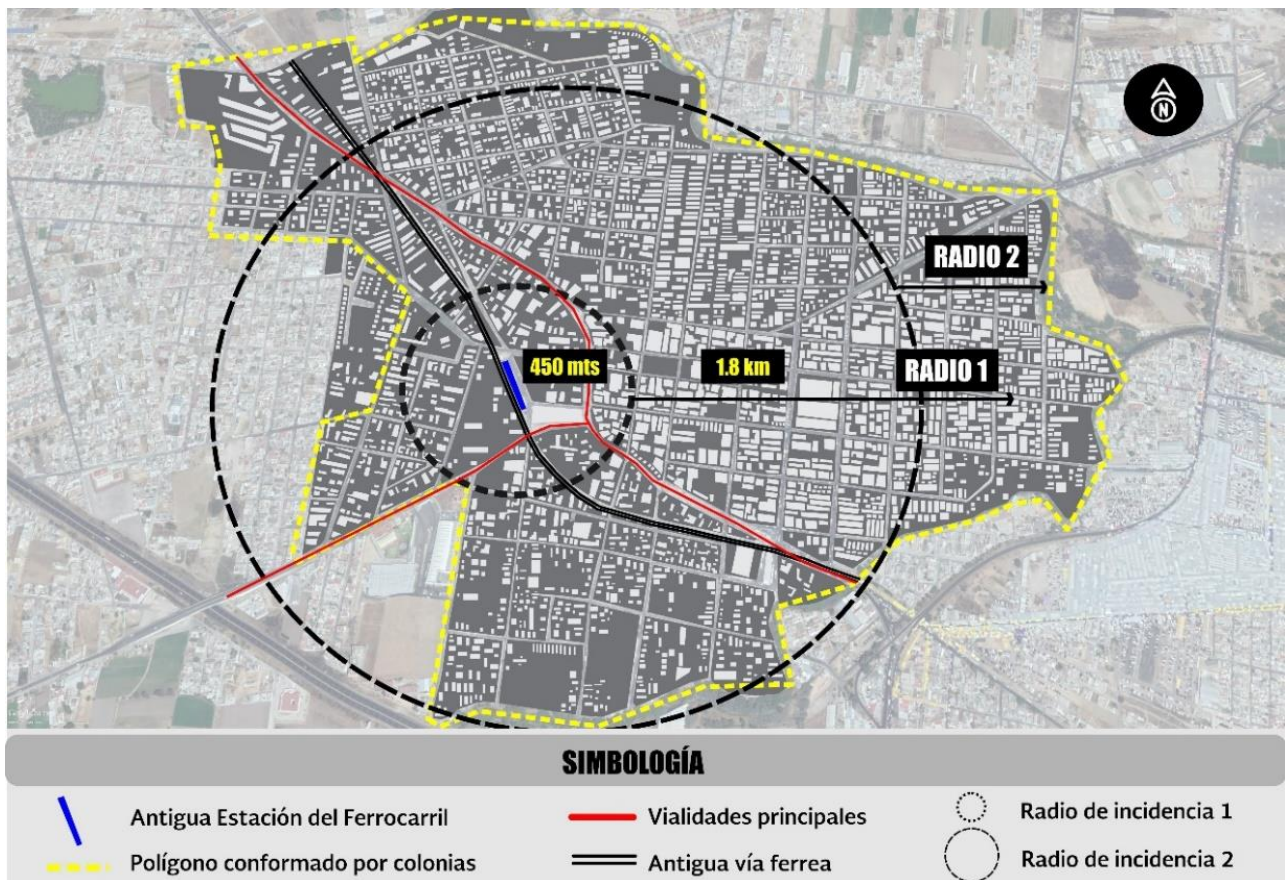 N
RADIO 2
450 mts
1.8 km
RADIO 1
SIMBOLOGÍA
Antigua Estación del Ferrocarril
Vialidades principales
Radio de incidencia 1
Polígono conformado por colonias
Antigua vía ferrea
Radio de incidencia 2